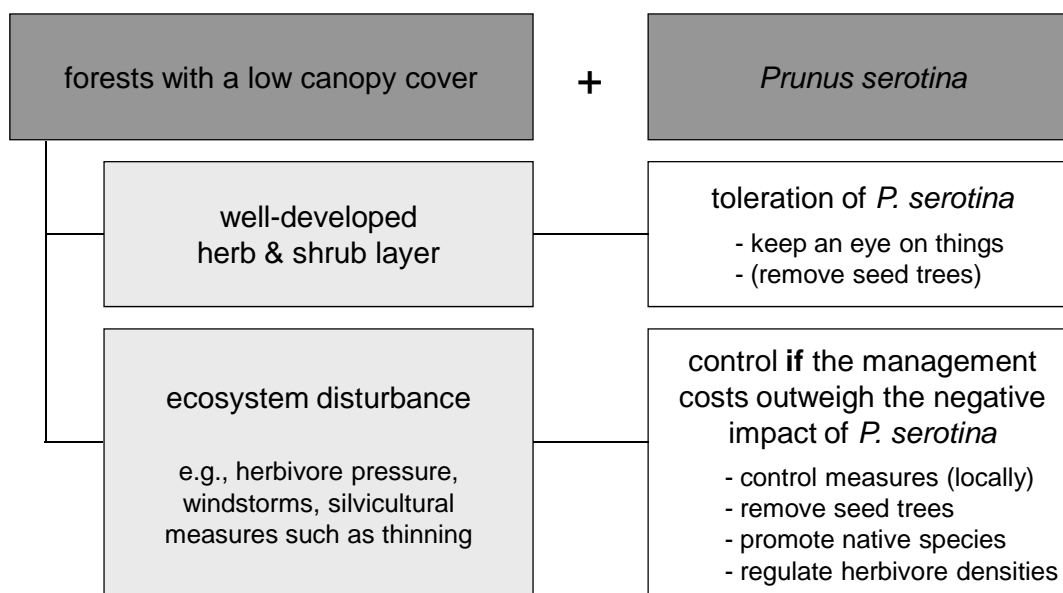 forests with a low canopy cover
+
Prunus serotina
well-developed
herb & shrub layer
toleration of P. serotina
- keep an eye on things
- (remove seed trees)
ecosystem disturbance
e.g., herbivore pressure,
windstorms, silvicultural
measures such as thinning
control if the management
costs outweigh the negative
impact of P. serotina
- control measures (locally)
- remove seed trees
- promote native species
- regulate herbivore densities